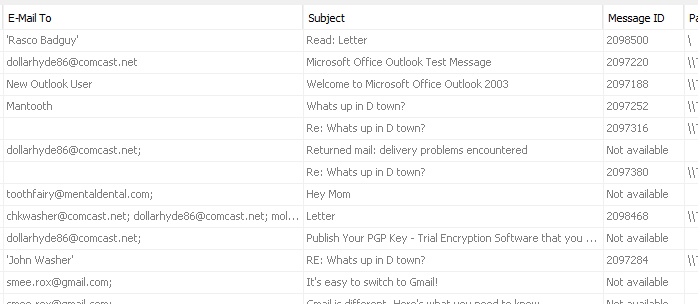 E-Mail To Subject Message ID Pa
'Rasco Badguy' Read: Letter 2098500 \
dollarhyde86@comcast.net Microsoft Office Outlook Test Message 2097220 \\
New Outlook User Welcome to Microsoft Office Outlook 2003 2097188 \\
Mantooth Whats up in D town? 2097252 \\
Re: Whats up in D town? 2097316 \\
dollarhyde86@comcast.net; Returned mail: delivery problems encountered Not available
Re: Whats up in D town? 2097380 \\
toothfairy@mentaldental.com; Hey Mom Not available
chkwasher@comcast.net; dollarhyde86@comcast.net; mol... Letter 2098468 \\
dollarhyde86@comcast.net; Publish Your PGP Key - Trial Encryption Software that you ... Not available
'John Washer' RE: Whats up in D town? 2097284 \\
smee.rox@gmail.com; It's easy to switch to Gmail! Not available
smee.rox@gmail.com; Gmail is different. Here's what you need to know. Not available